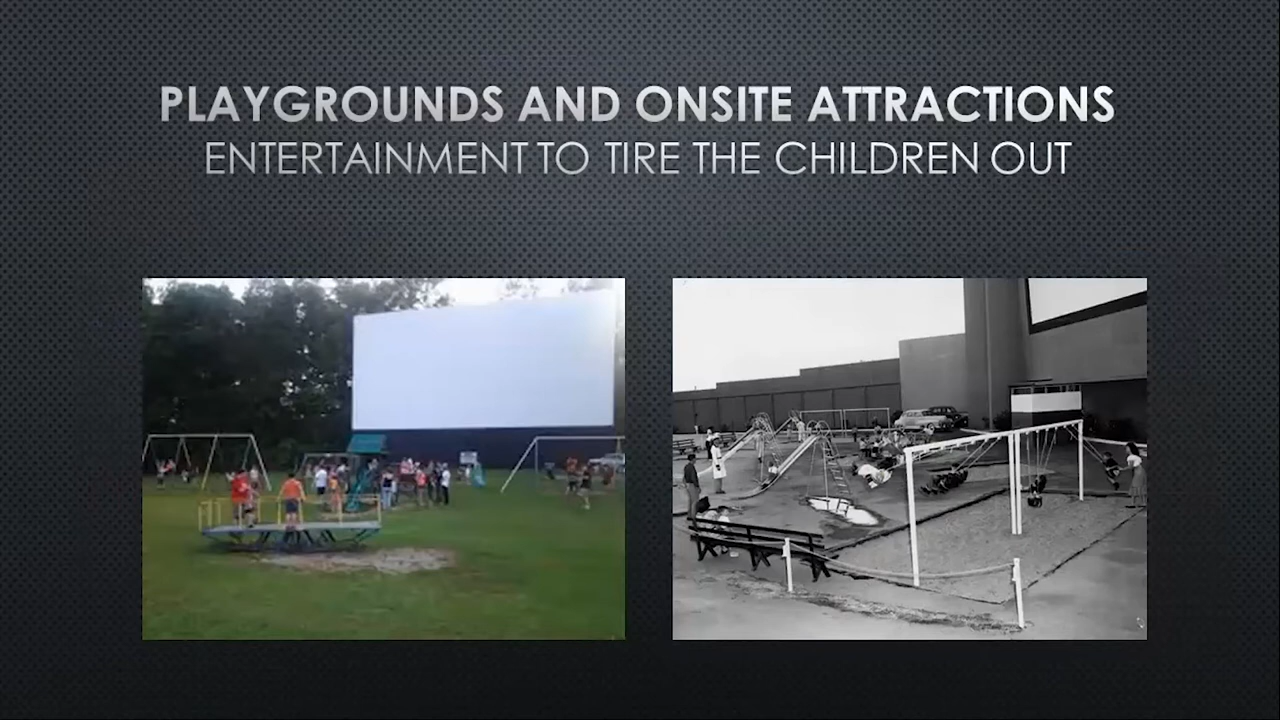 PLAYGROUNDS AND ONSITE ATTRACTIONS
ENTERTAINMENT TO TIRE THE CHILDREN OUT